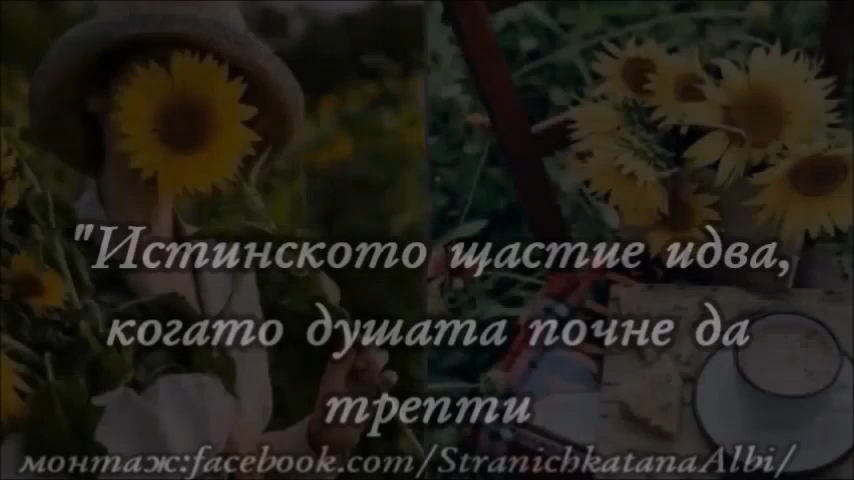 "Истинското щастие идва,
когато душата почне да
трепти
монтаж:facebook.com/StranichkatanaAlbi/